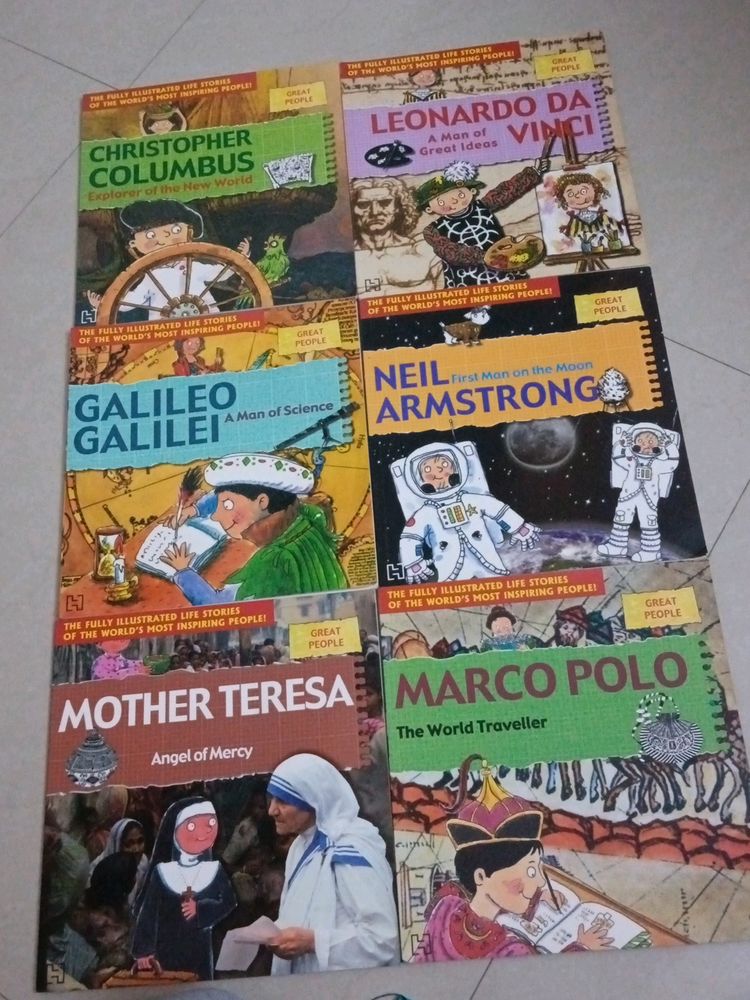 THE FULLY ILLUSTRATED LIFE STORIES
OF THE WORLD'S MOST INSPIRING PEOPLE!
GREAT
PEOPLE
CHRISTOPHER
COLUMBUS
Explorer of the New World
THE FULLY ILLUSTRATED LIFE STORIES
OF THE WORLD'S MOST INSPIRING PEOPLE!
GREAT
PEOPLE
LEONARDO DA
VINCI
A Man of
Great Ideas
THE FULLY ILLUSTRATED LIFE STORIES
OF THE WORLD'S MOST INSPIRING PEOPLE!
GREAT
PEOPLE
GALILEO
GALILEI
A Man of Science
THE FULLY ILLUSTRATED LIFE STORIES
OF THE WORLD'S MOST INSPIRING PEOPLE!
GREAT
PEOPLE
NEIL
First Man on the Moon
ARMSTRONG
THE FULLY ILLUSTRATED LIFE STORIES
OF THE WORLD'S MOST INSPIRING PEOPLE!
GREAT
PEOPLE
MOTHER TERESA
Angel of Mercy
THE FULLY ILLUSTRATED LIFE STORIES
OF THE WORLD'S MOST INSPIRING PEOPLE!
GREAT
PEOPLE
MARCO POLO
The World Traveller